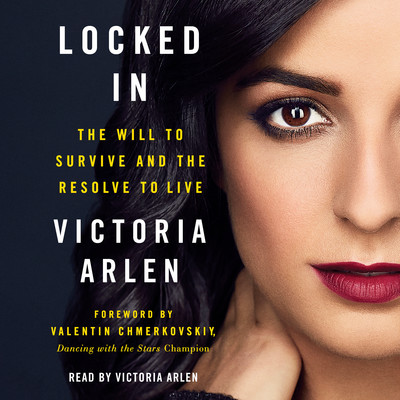 LOCKED
IN
THE WILL TO
SURVIVE AND THE
RESOLVE TO LIVE
VICTORIA
ARLEN
FOREWORD BY
VALENTIN CHMERKOVSKIY,
Dancing with the Stars Champion
READ BY VICTORIA ARLEN